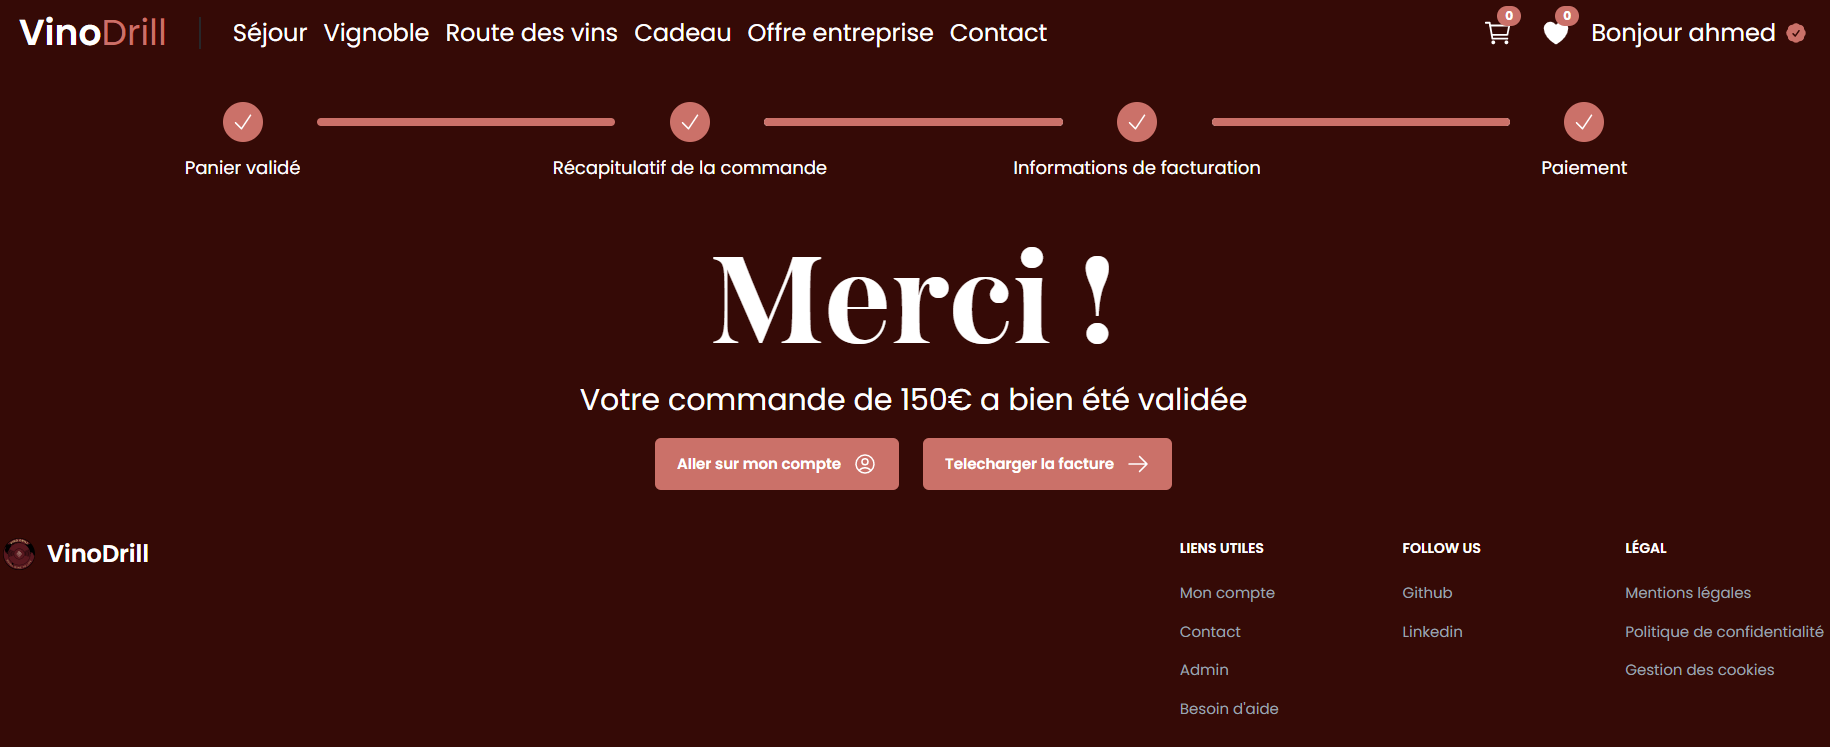 VinoDrill Séjour Vignoble Route des vins Cadeau Offre entreprise Contact 0 0 Bonjour ahmed
Panier validé Récapitulatif de la commande Informations de facturation Paiement
Merci !
Votre commande de 150€ a bien été validée
Aller sur mon compte Telecharger la facture
VinoDrill
LIENS UTILES FOLLOW US LÉGAL
Mon compte Github Mentions légales
Contact Linkedin Politique de confidentialité
Admin Gestion des cookies
Besoin d'aide